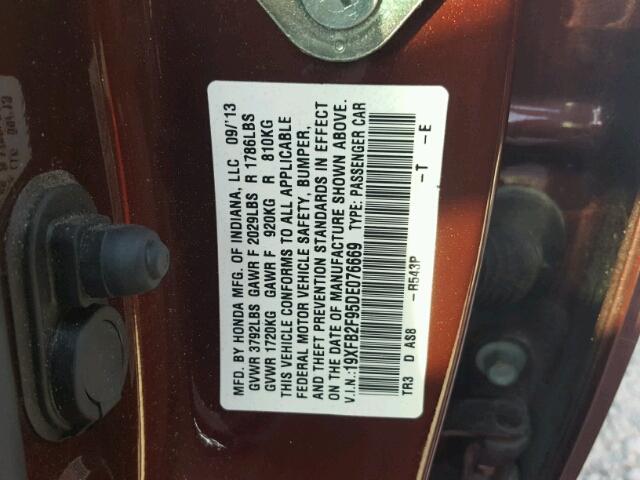 MFD. BY HONDA MFG. OF INDIANA, LLC 09/'13
GVWR 3792LBS GAWR F 2029LBS R 1786LBS
GVWR 1720KG GAWR F 920KG R 810KG
THIS VEHICLE CONFORMS TO ALL APPLICABLE
FEDERAL MOTOR VEHICLE SAFETY, BUMPER,
AND THEFT PREVENTION STANDARDS IN EFFECT
ON THE DATE OF MANUFACTURE SHOWN ABOVE.
V.I.N.:19XFB2F95DE076669 TYPE: PASSENGER CAR
-R543P -T -E
TR3 D AS8